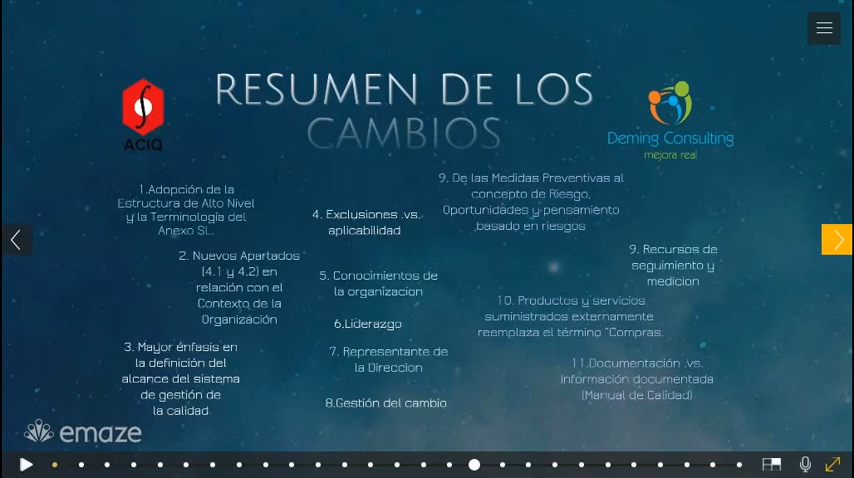 RESUMEN DE LOS
CAMBIOS
ACIQ
Deming Consulting
mejora real
1.Adopción de la
Estructura de Alto Nivel
y la Terminología del
Anexo SL.
2. Nuevos Apartados
(4.1 y 4.2) en
relación con el
Contexto de la
Organización
3. Mayor énfasis en
la definición del
alcance del sistema
de gestión de
la calidad
4. Exclusiones .vs.
aplicabilidad
5. Conocimientos de
la organízacion
6.Liderazgo
7. Representante de
la Direccion
8.Gestión del cambio
9. De las Medidas Preventivas al
concepto de Riesgo,
Oportunidades y pensamiento
basado en riesgos
9. Recursos de
seguimiento y
medicion
10. Productos y servicios
suministrados externamente
reemplaza el término "Compras.
11.Documentación .vs.
Información documentada
(Manual de Calidad)
emaze